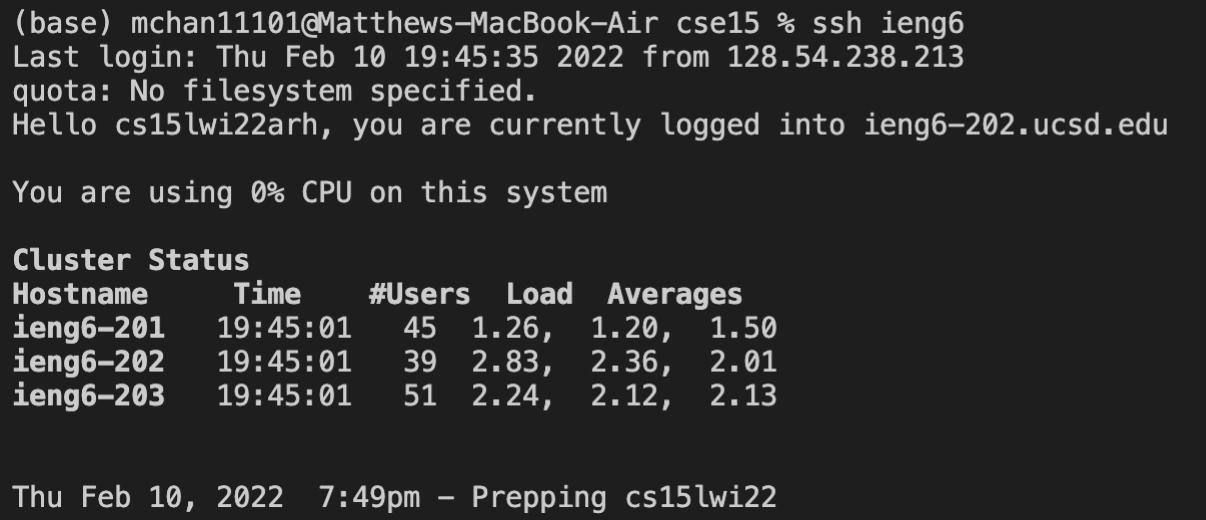 (base) mchan11101@Matthews-MacBook-Air cse15 % ssh ieng6
Last login: Thu Feb 10 19:45:35 2022 from 128.54.238.213
quota: No filesystem specified.
Hello cs15lwi22arh, you are currently logged into ieng6-202.ucsd.edu
You are using 0% CPU on this system
Cluster Status
Hostname     Time    #Users  Load  Averages
ieng6-201   19:45:01   45  1.26,  1.20,  1.50
ieng6-202   19:45:01   39  2.83,  2.36,  2.01
ieng6-203   19:45:01   51  2.24,  2.12,  2.13
Thu Feb 10, 2022  7:49pm - Prepping cs15lwi22